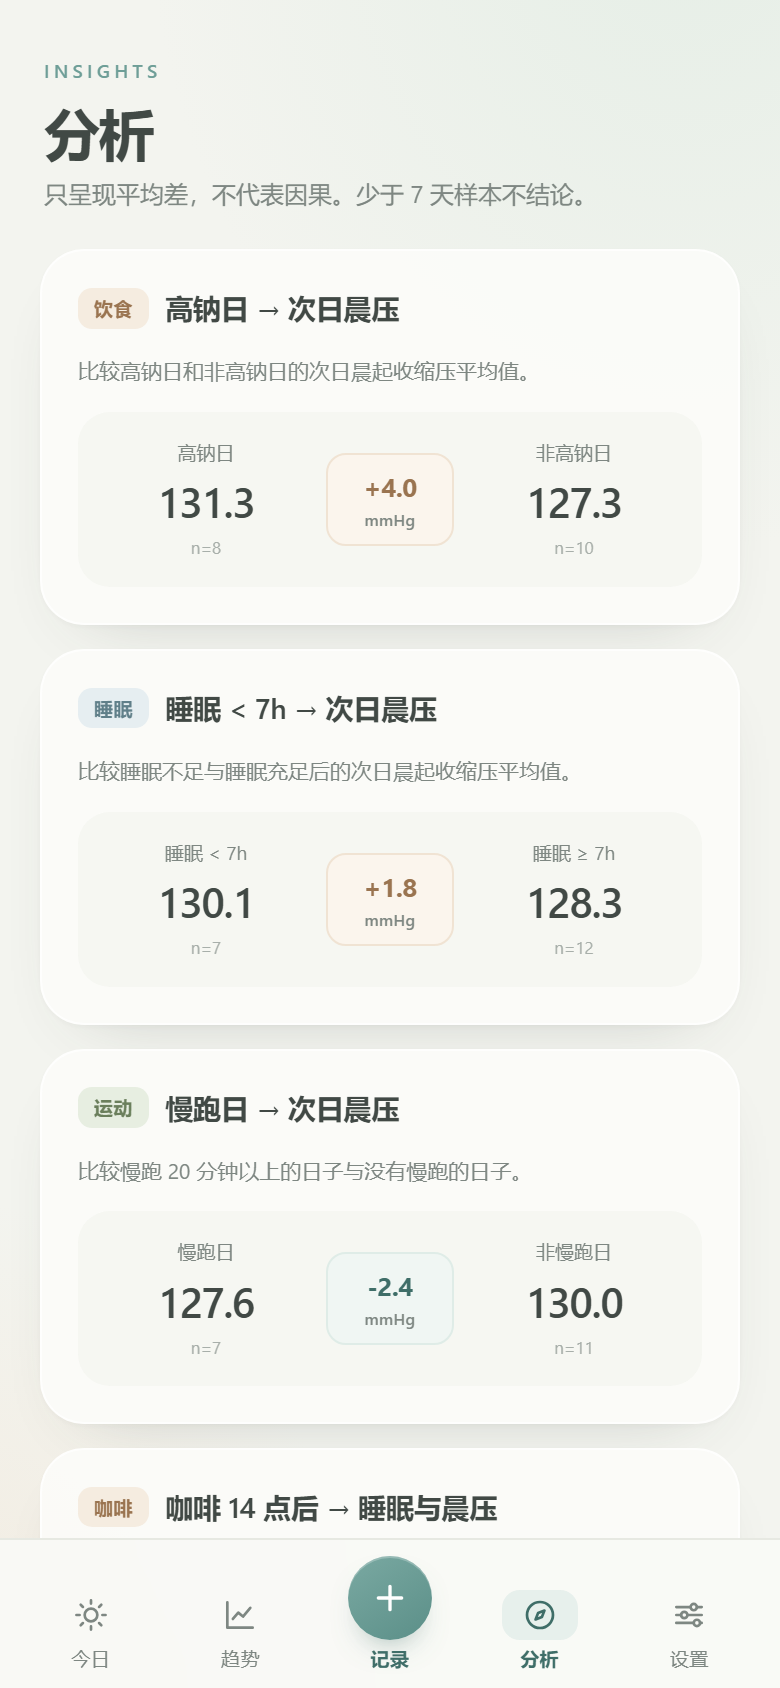 INSIGHTS
分析
只呈现平均差，不代表因果。少于 7 天样本不结论。
饮食 高钠日 → 次日晨压
比较高钠日和非高钠日的次日晨起收缩压平均值。
高钠日
131.3
n=8
+4.0
mmHg
非高钠日
127.3
n=10
睡眠 睡眠 < 7h → 次日晨压
比较睡眠不足与睡眠充足后的次日晨起收缩压平均值。
睡眠 < 7h
130.1
n=7
+1.8
mmHg
睡眠 ≥ 7h
128.3
n=12
运动 慢跑日 → 次日晨压
比较慢跑 20 分钟以上的日子与没有慢跑的日子。
慢跑日
127.6
n=7
-2.4
mmHg
非慢跑日
130.0
n=11
咖啡 咖啡 14 点后 → 睡眠与晨压
今日
趋势
记录
分析
设置